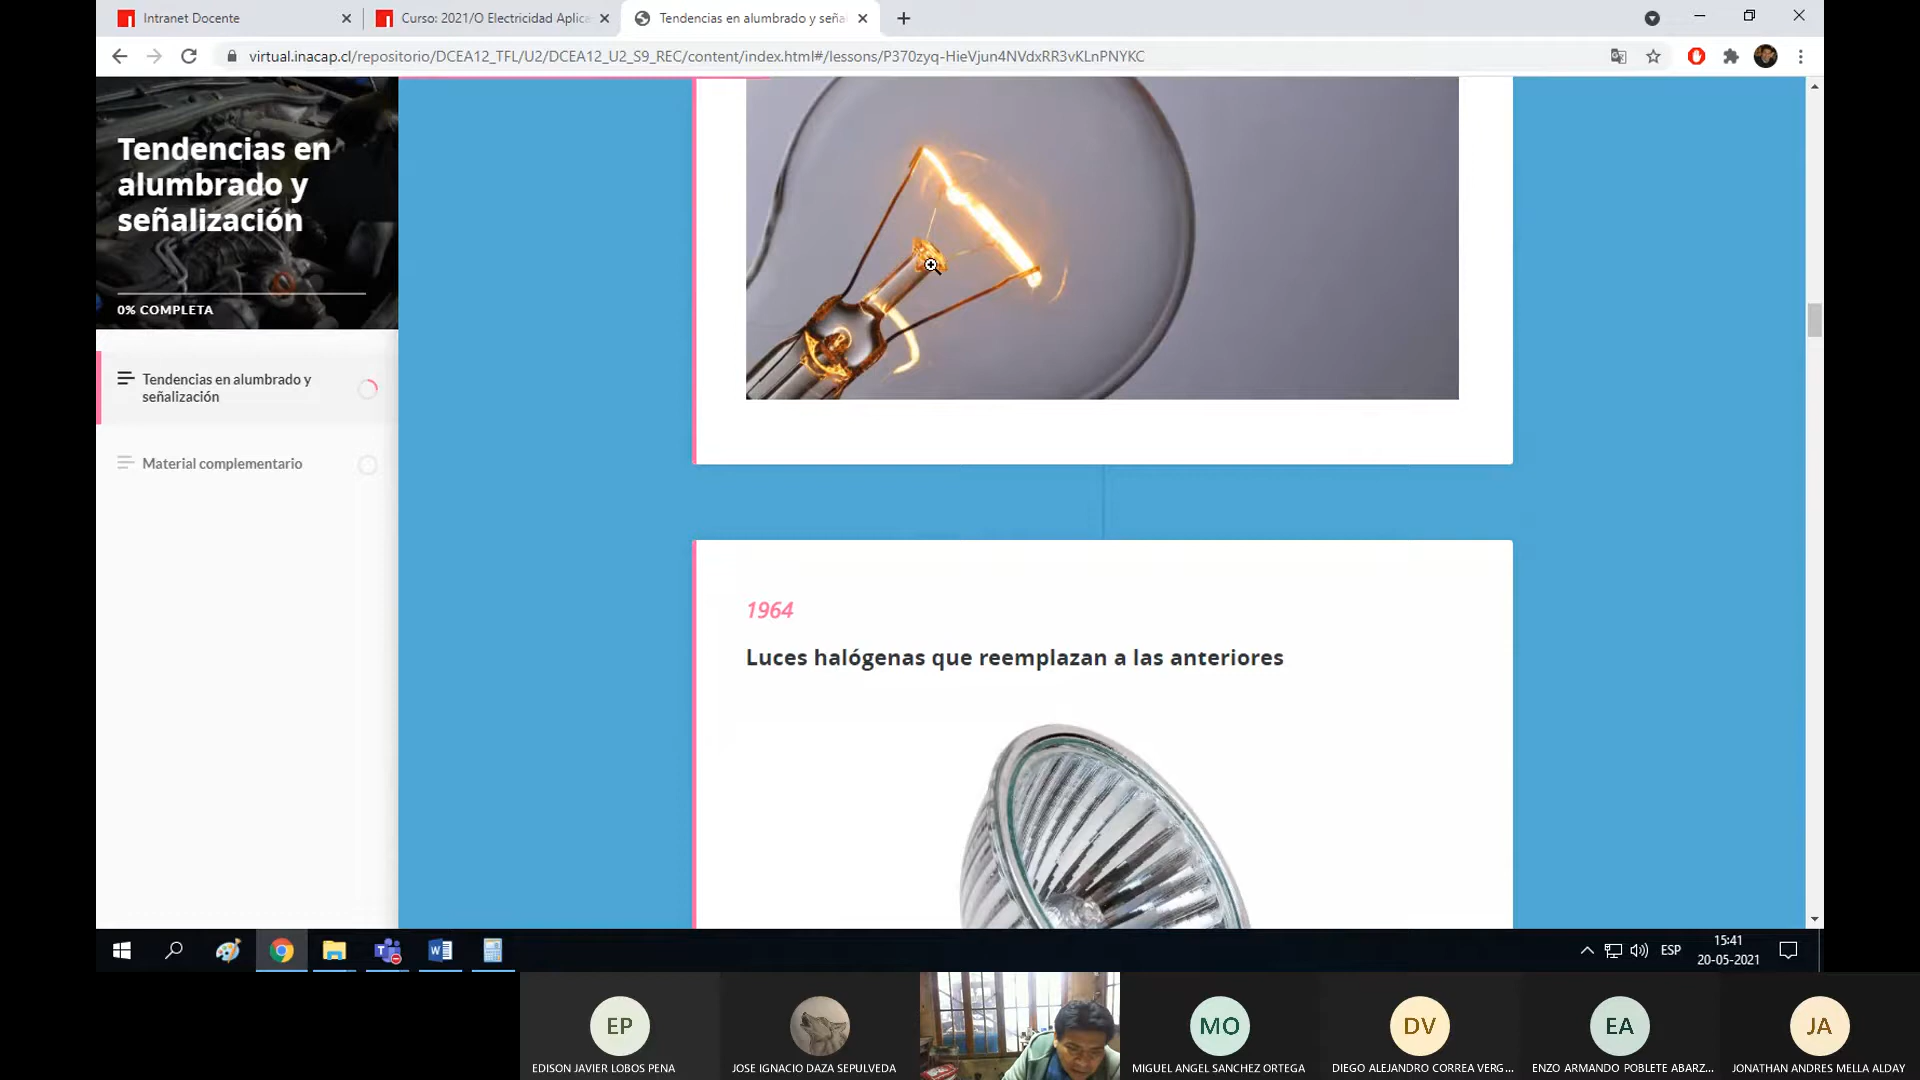 Intranet Docente
Curso: 2021/O Electricidad Aplica
Tendencias en alumbrado y seña
virtual.inacap.cl/repositorio/DCEA12_TFL/U2/DCEA12_U2_S9_REC/content/index.html#/lessons/P370zyq-HieVjun4NVdxRR3vKLnPNYKC
Tendencias en
alumbrado y
señalización
0% COMPLETA
Tendencias en alumbrado y
señalización
Material complementario
1964
Luces halógenas que reemplazan a las anteriores
ESP
15:41
20-05-2021
EP
MO
DV
EA
JA
EDISON JAVIER LOBOS PENA
JOSE IGNACIO DAZA SEPULVEDA
MIGUEL ANGEL SANCHEZ ORTEGA
DIEGO ALEJANDRO CORREA VERG...
ENZO ARMANDO POBLETE ABARZ...
JONATHAN ANDRES MELLA ALDAY